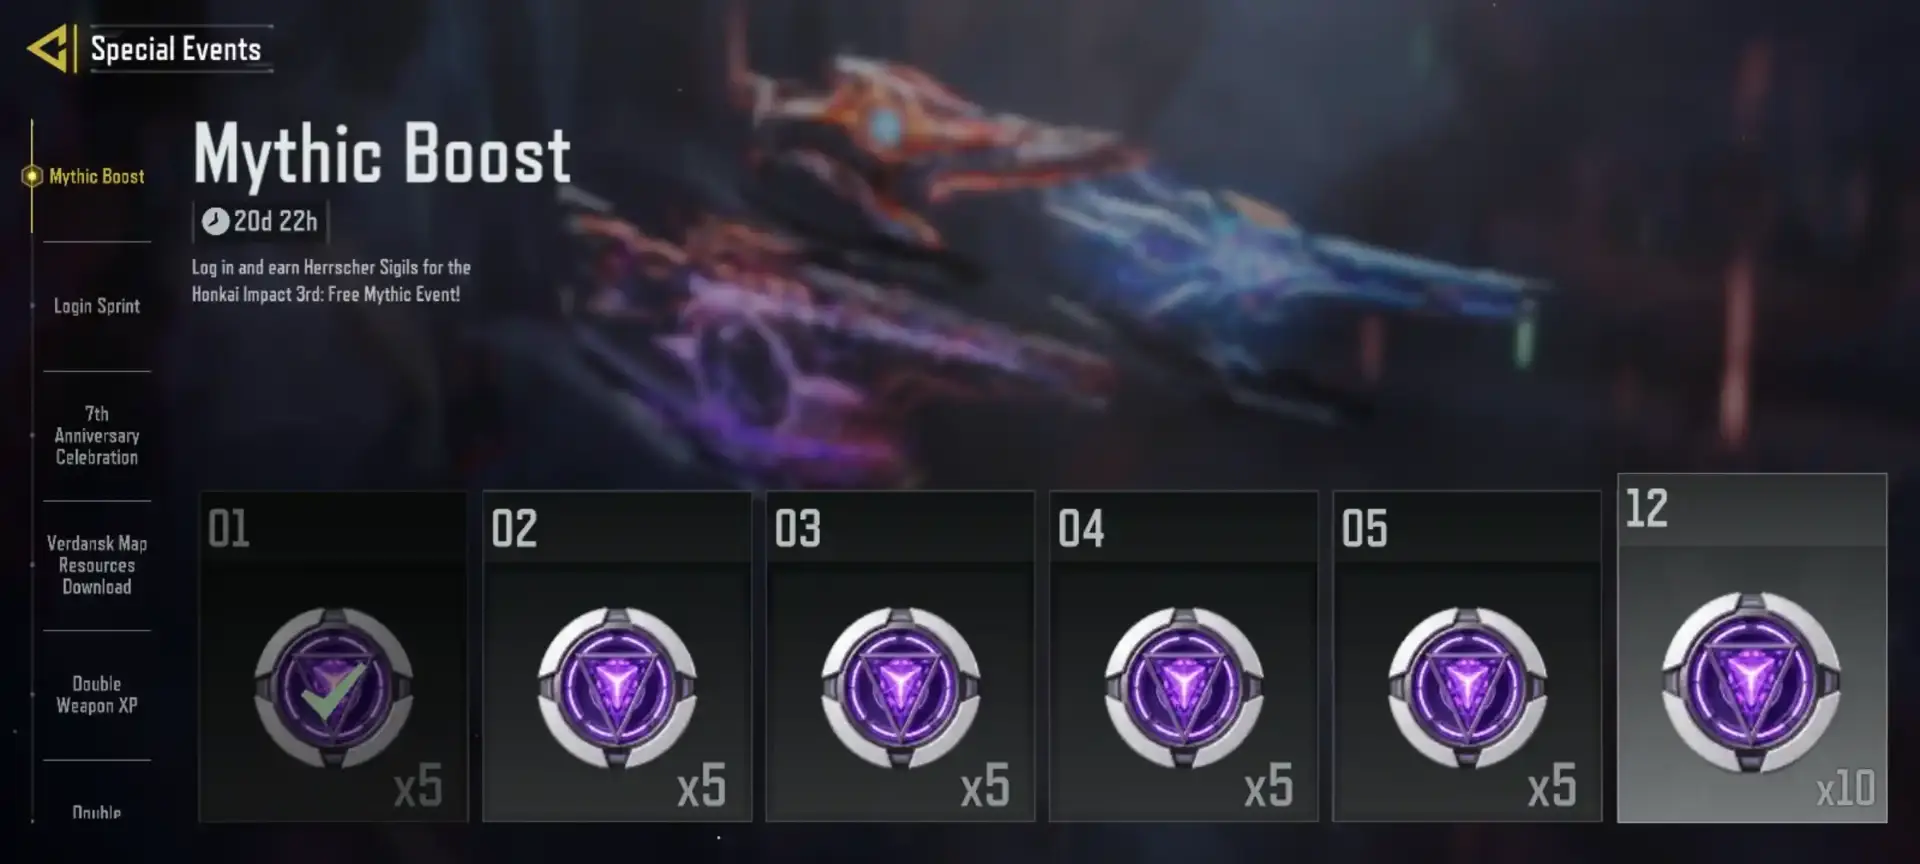 Special Events
Mythic Boost
Login Sprint
7th
Anniversary
Celebration
Verdansk Map
Resources
Download
Double
Weapon XP
Double
Mythic Boost
20d 22h
Log in and earn Herrscher Sigils for the
Honkai Impact 3rd: Free Mythic Event!
01
x5
02
x5
03
x5
04
x5
05
x5
12
x10